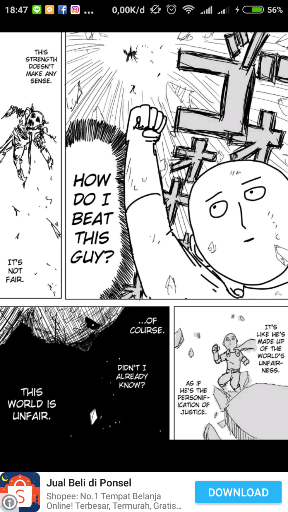 18:47
...
0,00K/d
56%
THIS
STRENGTH
DOESN'T
MAKE ANY
SENSE.
IT'S
NOT
FAIR.
HOW
DO I
BEAT
THIS
GUY?
ゴ
オ
オ
...OF
COURSE.
DIDN'T I
ALREADY
KNOW?
THIS
WORLD IS
UNFAIR.
IT'S
LIKE HE'S
MADE UP
OF THE
WORLD'S
UNFAIR-
NESS.
AS IF
HE'S THE
PERSONIF-
ICATION OF
JUSTICE.
Jual Beli di Ponsel
Shopee: No.1 Tempat Belanja
Online! Terbesar, Termurah, Gratis...
DOWNLOAD